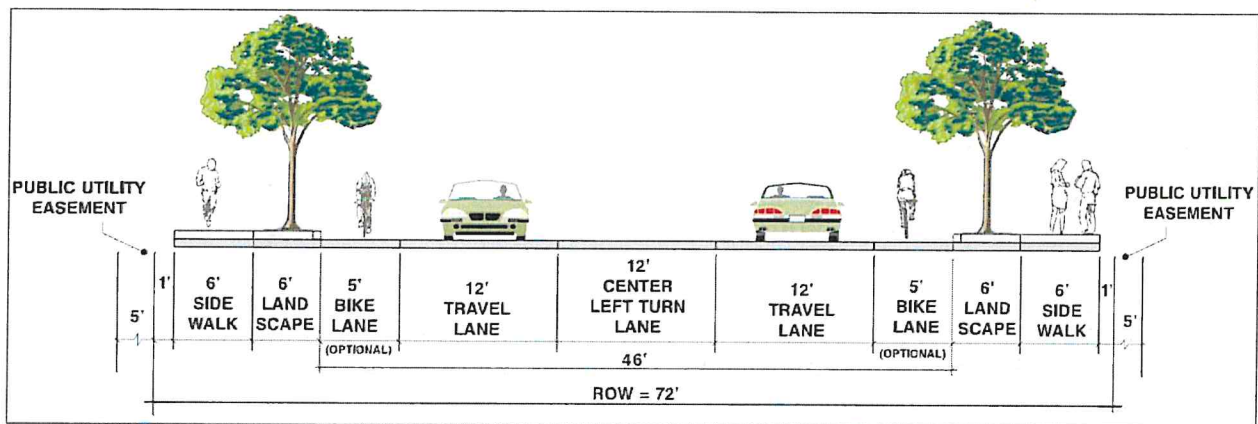 PUBLIC UTILITY
EASEMENT
PUBLIC UTILITY
EASEMENT
5'
1'
6'
SIDE
WALK
6'
LAND
SCAPE
5'
BIKE
LANE
(OPTIONAL)
12'
TRAVEL
LANE
12'
CENTER
LEFT TURN
LANE
12'
TRAVEL
LANE
5'
BIKE
LANE
(OPTIONAL)
6'
LAND
SCAPE
6'
SIDE
WALK
1'
5'
46'
ROW = 72'